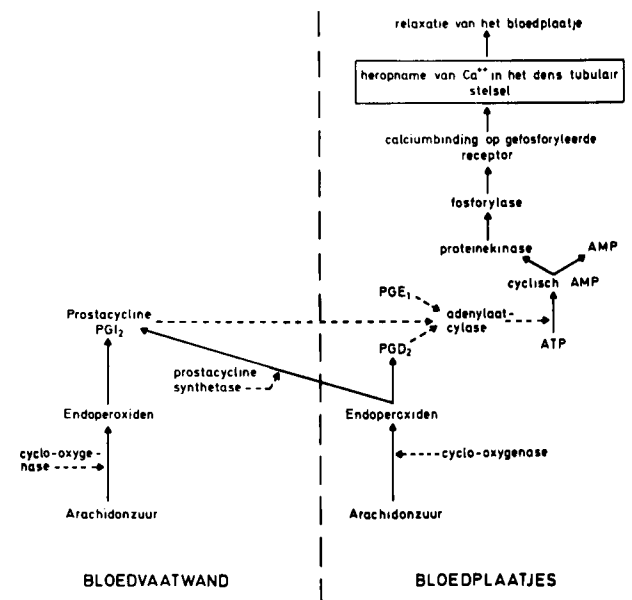 relaxatie van het bloedplaatje
heropname van Ca⁺⁺ in het dens tubulair
stelsel
calciumbinding op gefosforyleerde
receptor
fosforylase
proteinekinase
AMP
cyclisch AMP
PGE₁
adenylaat-
cylase
ATP
PGD₂
Prostacycline
PGI₂
prostacycline
synthetase
Endoperoxiden
Endoperoxiden
cyclo-oxyge-
nase
cyclo-oxygenase
Arachidonzuur
Arachidonzuur
BLOEDVAATWAND
BLOEDPLAATJES